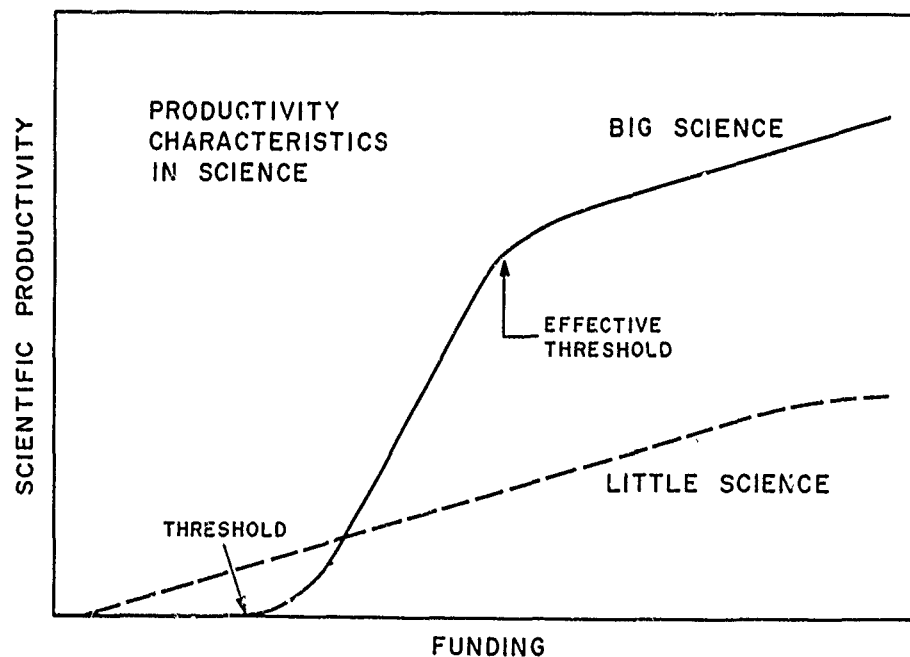 PRODUCTIVITY
CHARACTERISTICS
IN SCIENCE
BIG SCIENCE
EFFECTIVE
THRESHOLD
LITTLE SCIENCE
THRESHOLD
SCIENTIFIC PRODUCTIVITY
FUNDING